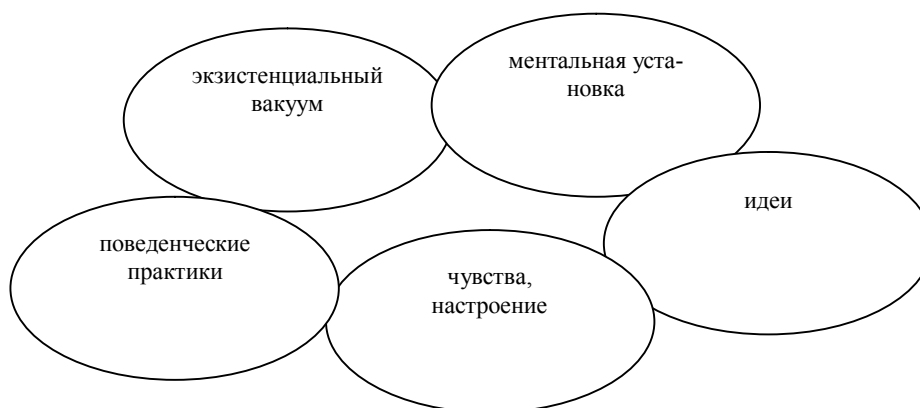 экзистенциальный
вакуум
ментальная уста-
новка
идеи
поведенческие
практики
чувства,
настроение